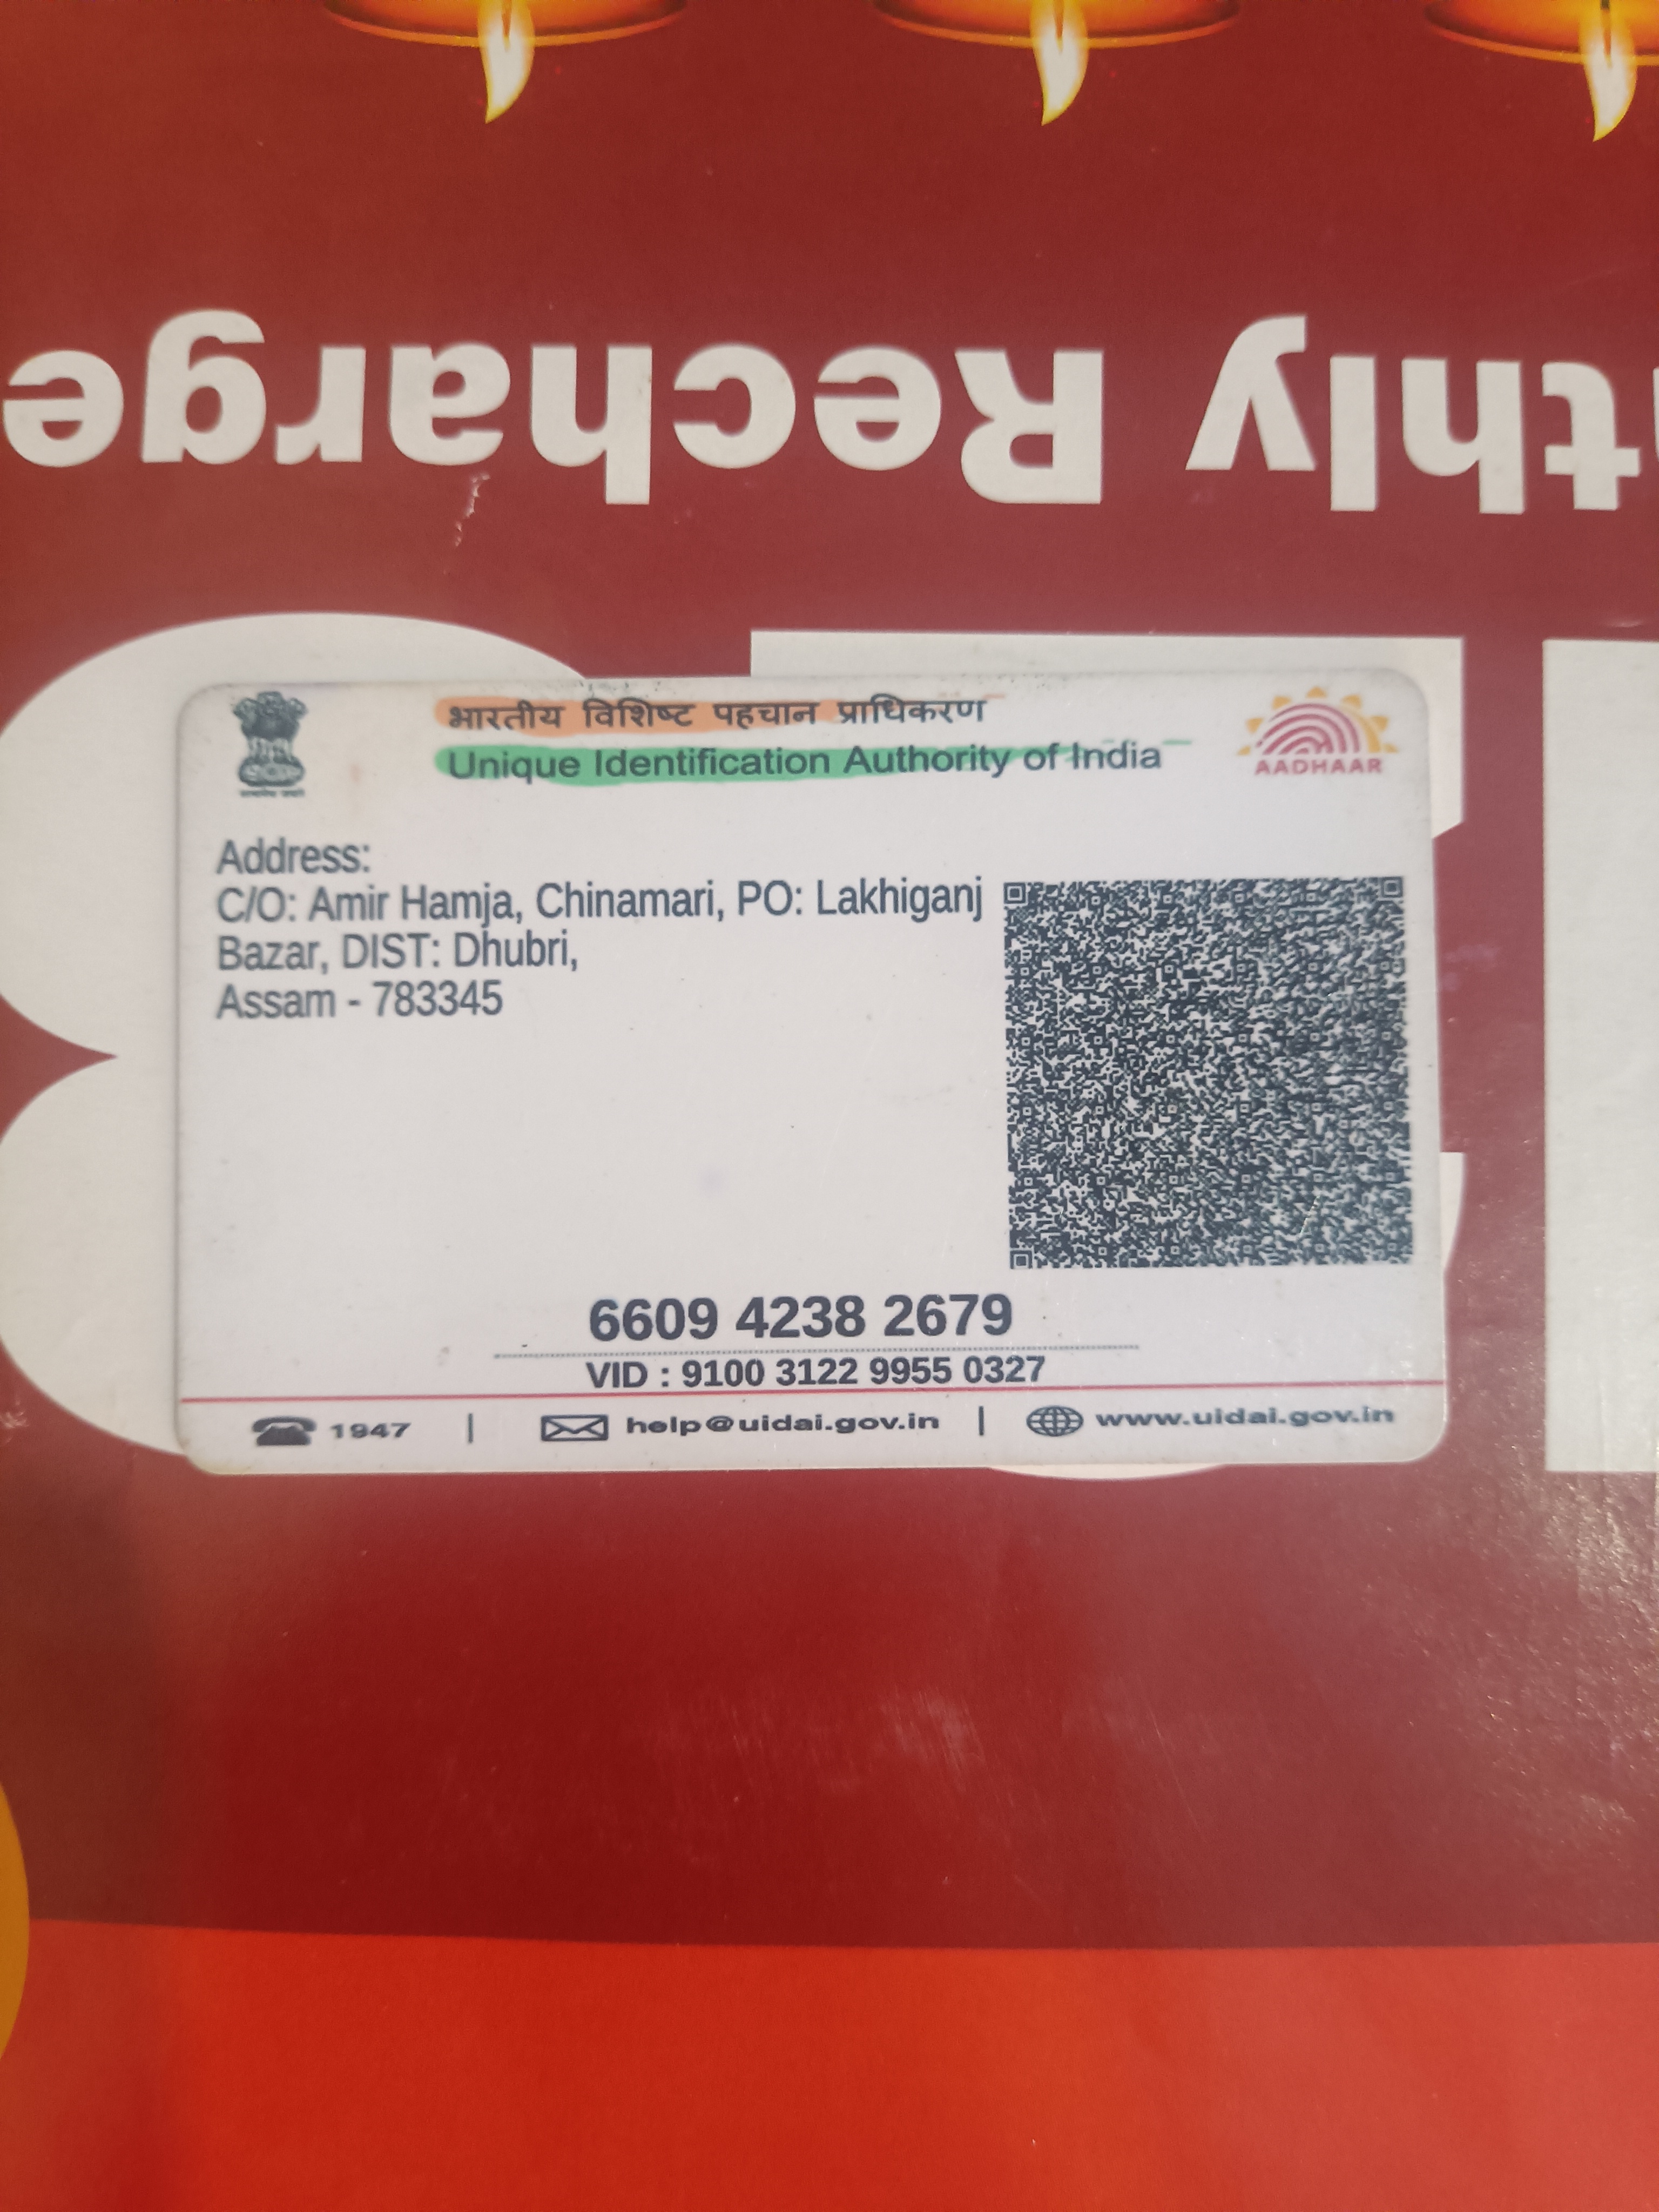 thly Recharge
भारतीय विशिष्ट पहचान प्राधिकरण
Unique Identification Authority of India
AADHAAR
Address:
C/O: Amir Hamja, Chinamari, PO: Lakhiganj
Bazar, DIST: Dhubri,
Assam - 783345
6609 4238 2679
VID : 9100 3122 9955 0327
1947 | help@uidai.gov.in | www.uidai.gov.in